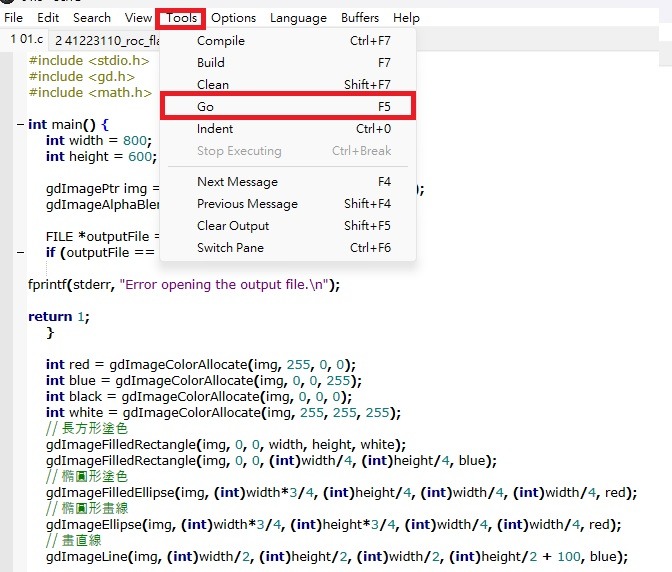 File Edit Search View Tools Options Language Buffers Help
1 01.c 2 41223110_roc_fla
Compile Ctrl+F7
Build F7
Clean Shift+F7
Go F5
Indent Ctrl+0
Stop Executing Ctrl+Break
Next Message F4
Previous Message Shift+F4
Clear Output Shift+F5
Switch Pane Ctrl+F6
#include <stdio.h>
#include <gd.h>
#include <math.h>
int main() {
int width = 800;
int height = 600;
gdImagePtr img = );
gdImageAlphaBlen
FILE *outputFile =
if (outputFile ==
fprintf(stderr, "Error opening the output file.\n");
return 1;
}
int red = gdImageColorAllocate(img, 255, 0, 0);
int blue = gdImageColorAllocate(img, 0, 0, 255);
int black = gdImageColorAllocate(img, 0, 0, 0);
int white = gdImageColorAllocate(img, 255, 255, 255);
// 長方形塗色
gdImageFilledRectangle(img, 0, 0, width, height, white);
gdImageFilledRectangle(img, 0, 0, (int)width/4, (int)height/4, blue);
// 橢圓形塗色
gdImageFilledEllipse(img, (int)width*3/4, (int)height/4, (int)width/4, (int)width/4, red);
// 橢圓形畫線
gdImageEllipse(img, (int)width*3/4, (int)height*3/4, (int)width/4, (int)width/4, red);
// 畫直線
gdImageLine(img, (int)width/2, (int)height/2, (int)width/2, (int)height/2 + 100, blue);